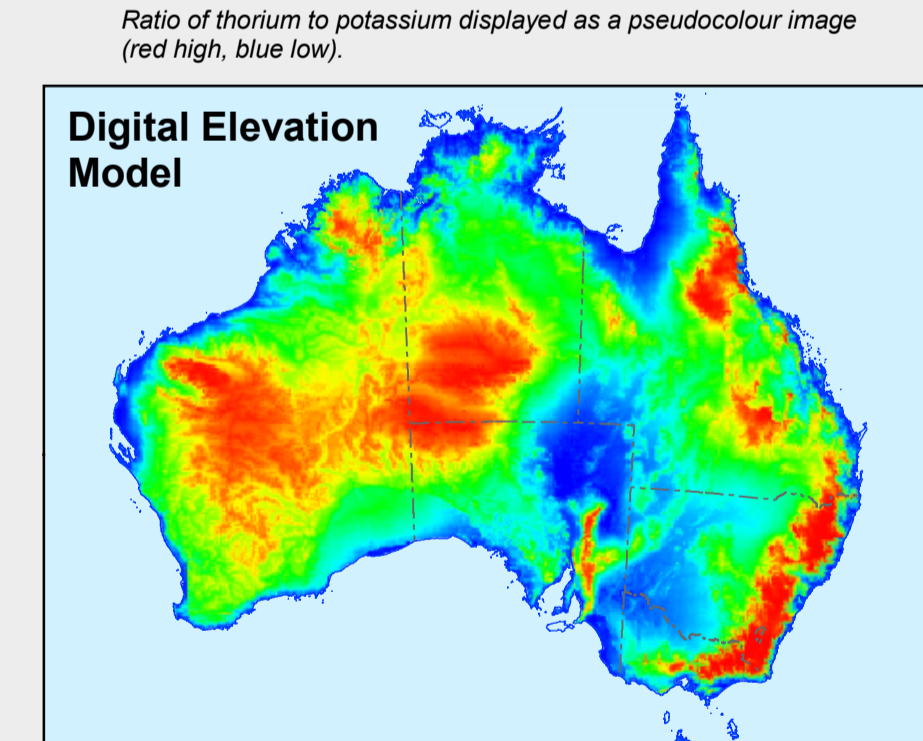 Ratio of thorium to potassium displayed as a pseudocolour image
(red high, blue low).
Digital Elevation
Model